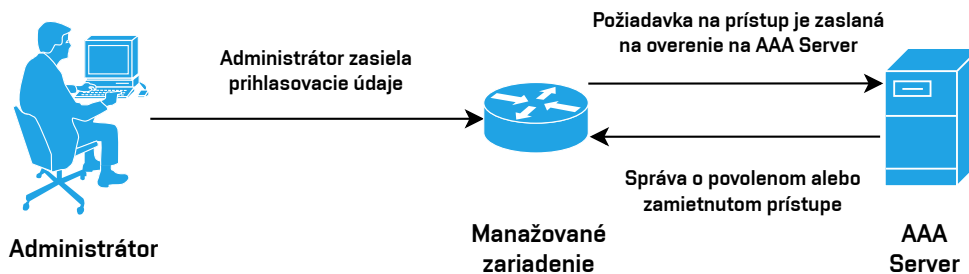 Administrátor zasiela
prihlasovacie údaje
Požiadavka na prístup je zaslaná
na overenie na AAA Server
Správa o povolenom alebo
zamietnutom prístupe
Administrátor
Manažované
zariadenie
AAA
Server